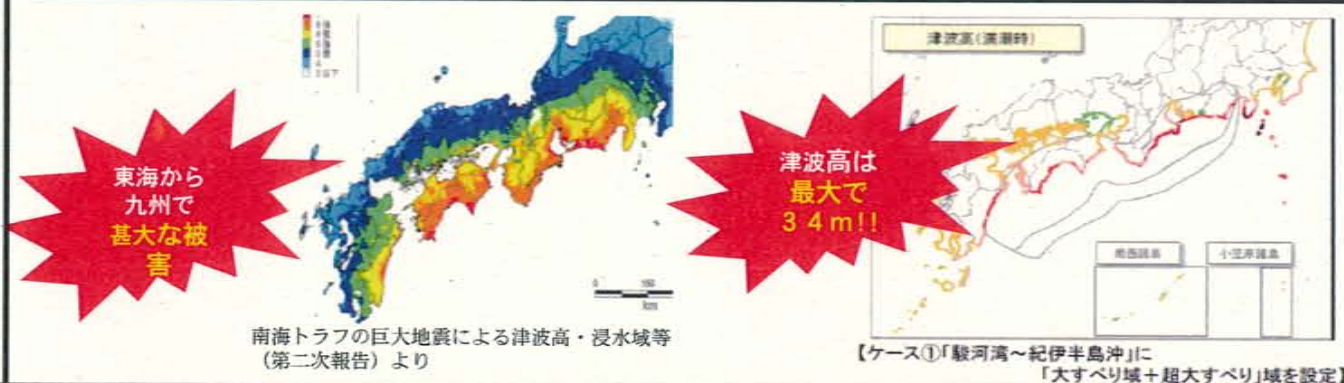 東海から
九州で
甚大な被
害
0
km
南海トラフの巨大地震による津波高・浸水域等
（第二次報告）より
津波高(満潮時)
津波高は
最大で
３４ｍ!!
南西諸島
小笠原諸島
【ケース①「駿河湾～紀伊半島沖」に
「大すべり域＋超大すべり」域を設定】